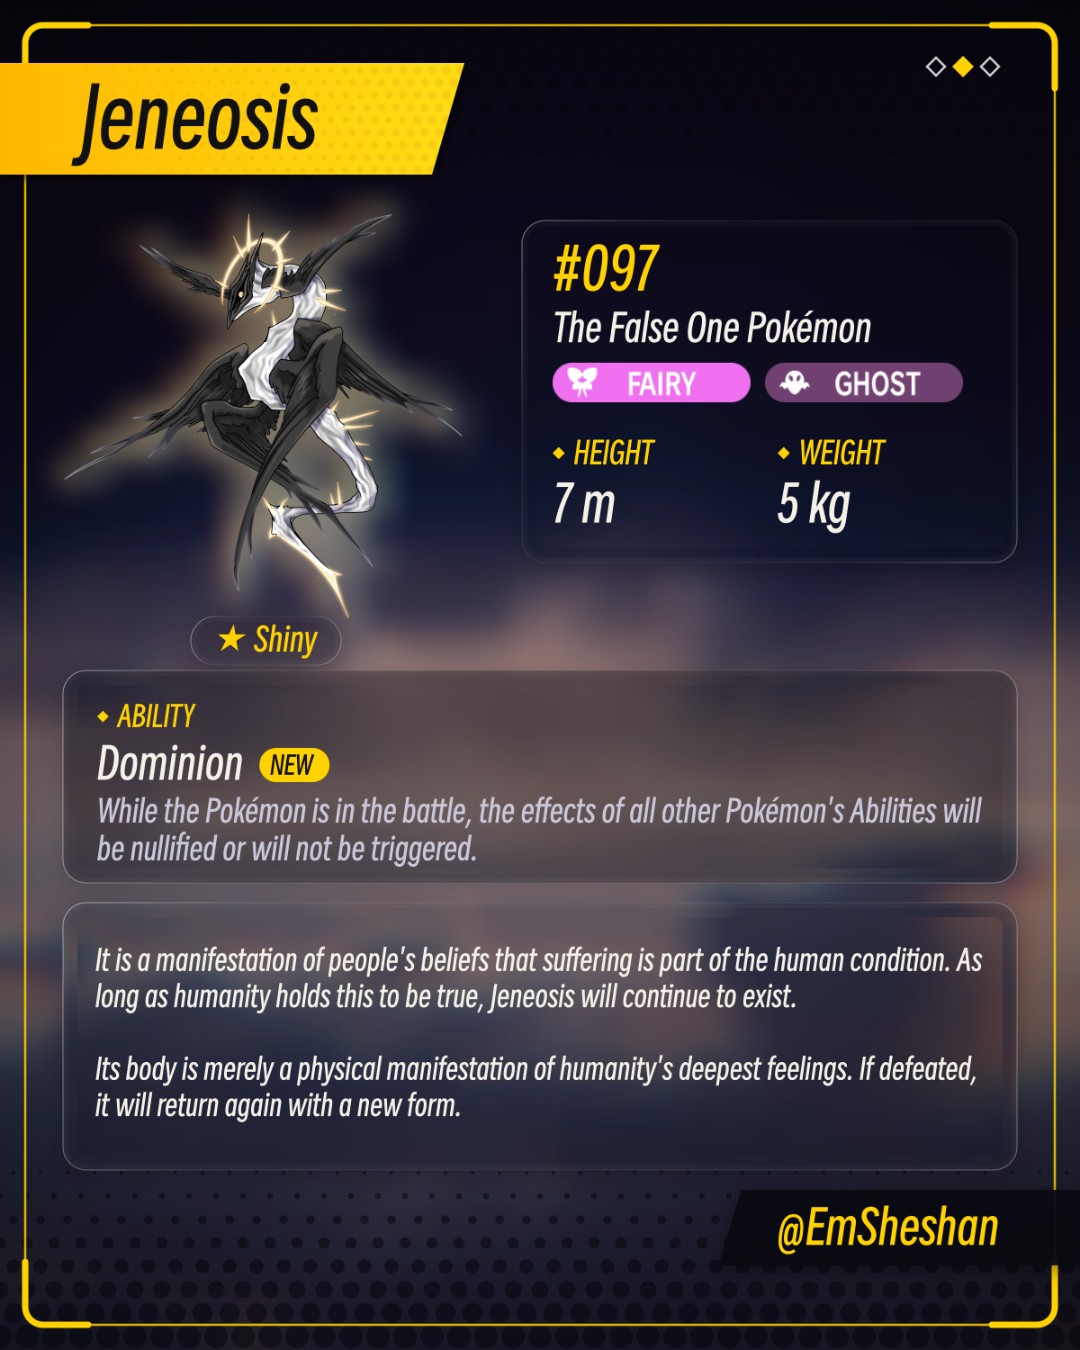 Jeneosis
#097
The False One Pokémon
FAIRY GHOST
HEIGHT WEIGHT
7 m 5 kg
Shiny
ABILITY
Dominion NEW
While the Pokémon is in the battle, the effects of all other Pokémon's Abilities will
be nullified or will not be triggered.
It is a manifestation of people's beliefs that suffering is part of the human condition. As
long as humanity holds this to be true, Jeneosis will continue to exist.
Its body is merely a physical manifestation of humanity's deepest feelings. If defeated,
it will return again with a new form.
@EmSheshan